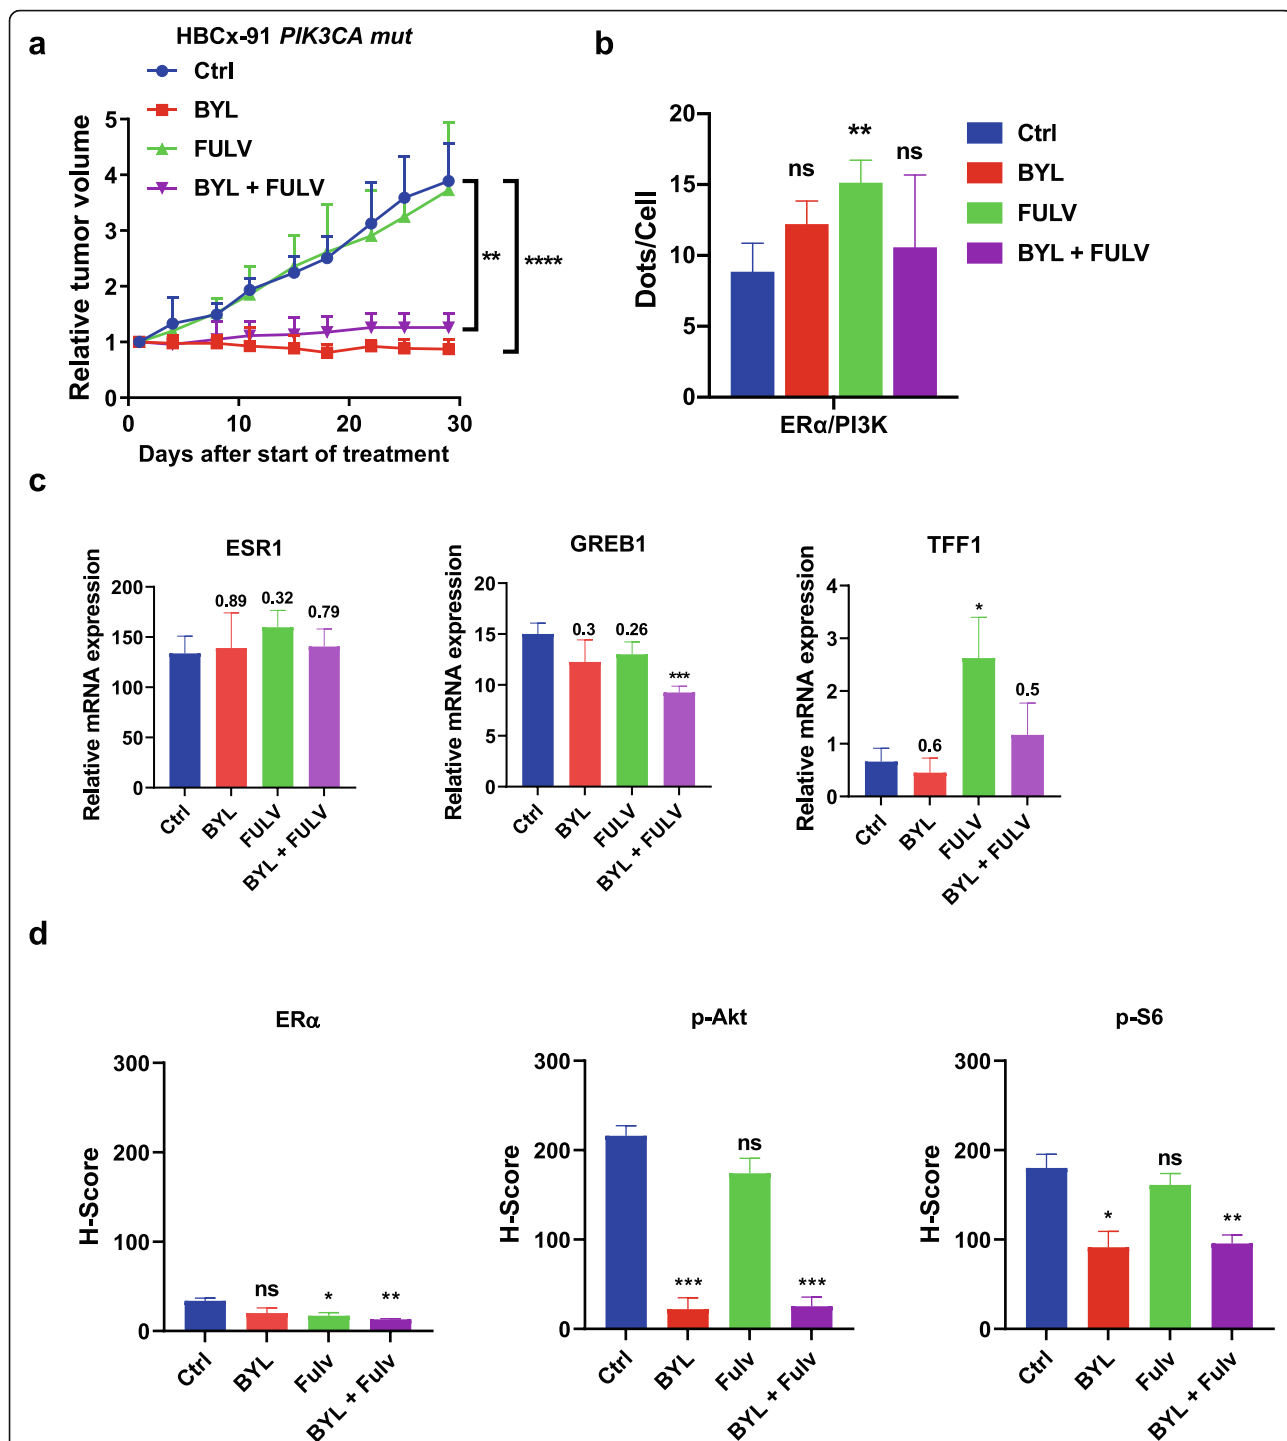 a
HBCx-91 PIK3CA mut
Ctrl
BYL
FULV
BYL + FULV
Relative tumor volume
5
4
3
2
1
0
0 10 20 30
Days after start of treatment
**
****
b
Dots/Cell
20
15
10
5
0
ns
**
ns
ERα/PI3K
Ctrl
BYL
FULV
BYL + FULV
c
ESR1
Relative mRNA expression
200
150
100
50
0
0.89
0.32
0.79
Ctrl
BYL
FULV
BYL + FULV
GREB1
Relative mRNA expression
20
15
10
5
0
0.3
0.26
***
Ctrl
BYL
FULV
BYL + FULV
TFF1
Relative mRNA expression
4
3
2
1
0
0.6
*
0.5
Ctrl
BYL
FULV
BYL + FULV
d
ERα
H-Score
300
200
100
0
ns
*
**
Ctrl
BYL
Fulv
BYL + Fulv
p-Akt
H-Score
300
200
100
0
***
ns
***
Ctrl
BYL
Fulv
BYL + Fulv
p-S6
H-Score
300
200
100
0
*
ns
**
Ctrl
BYL
Fulv
BYL + Fulv